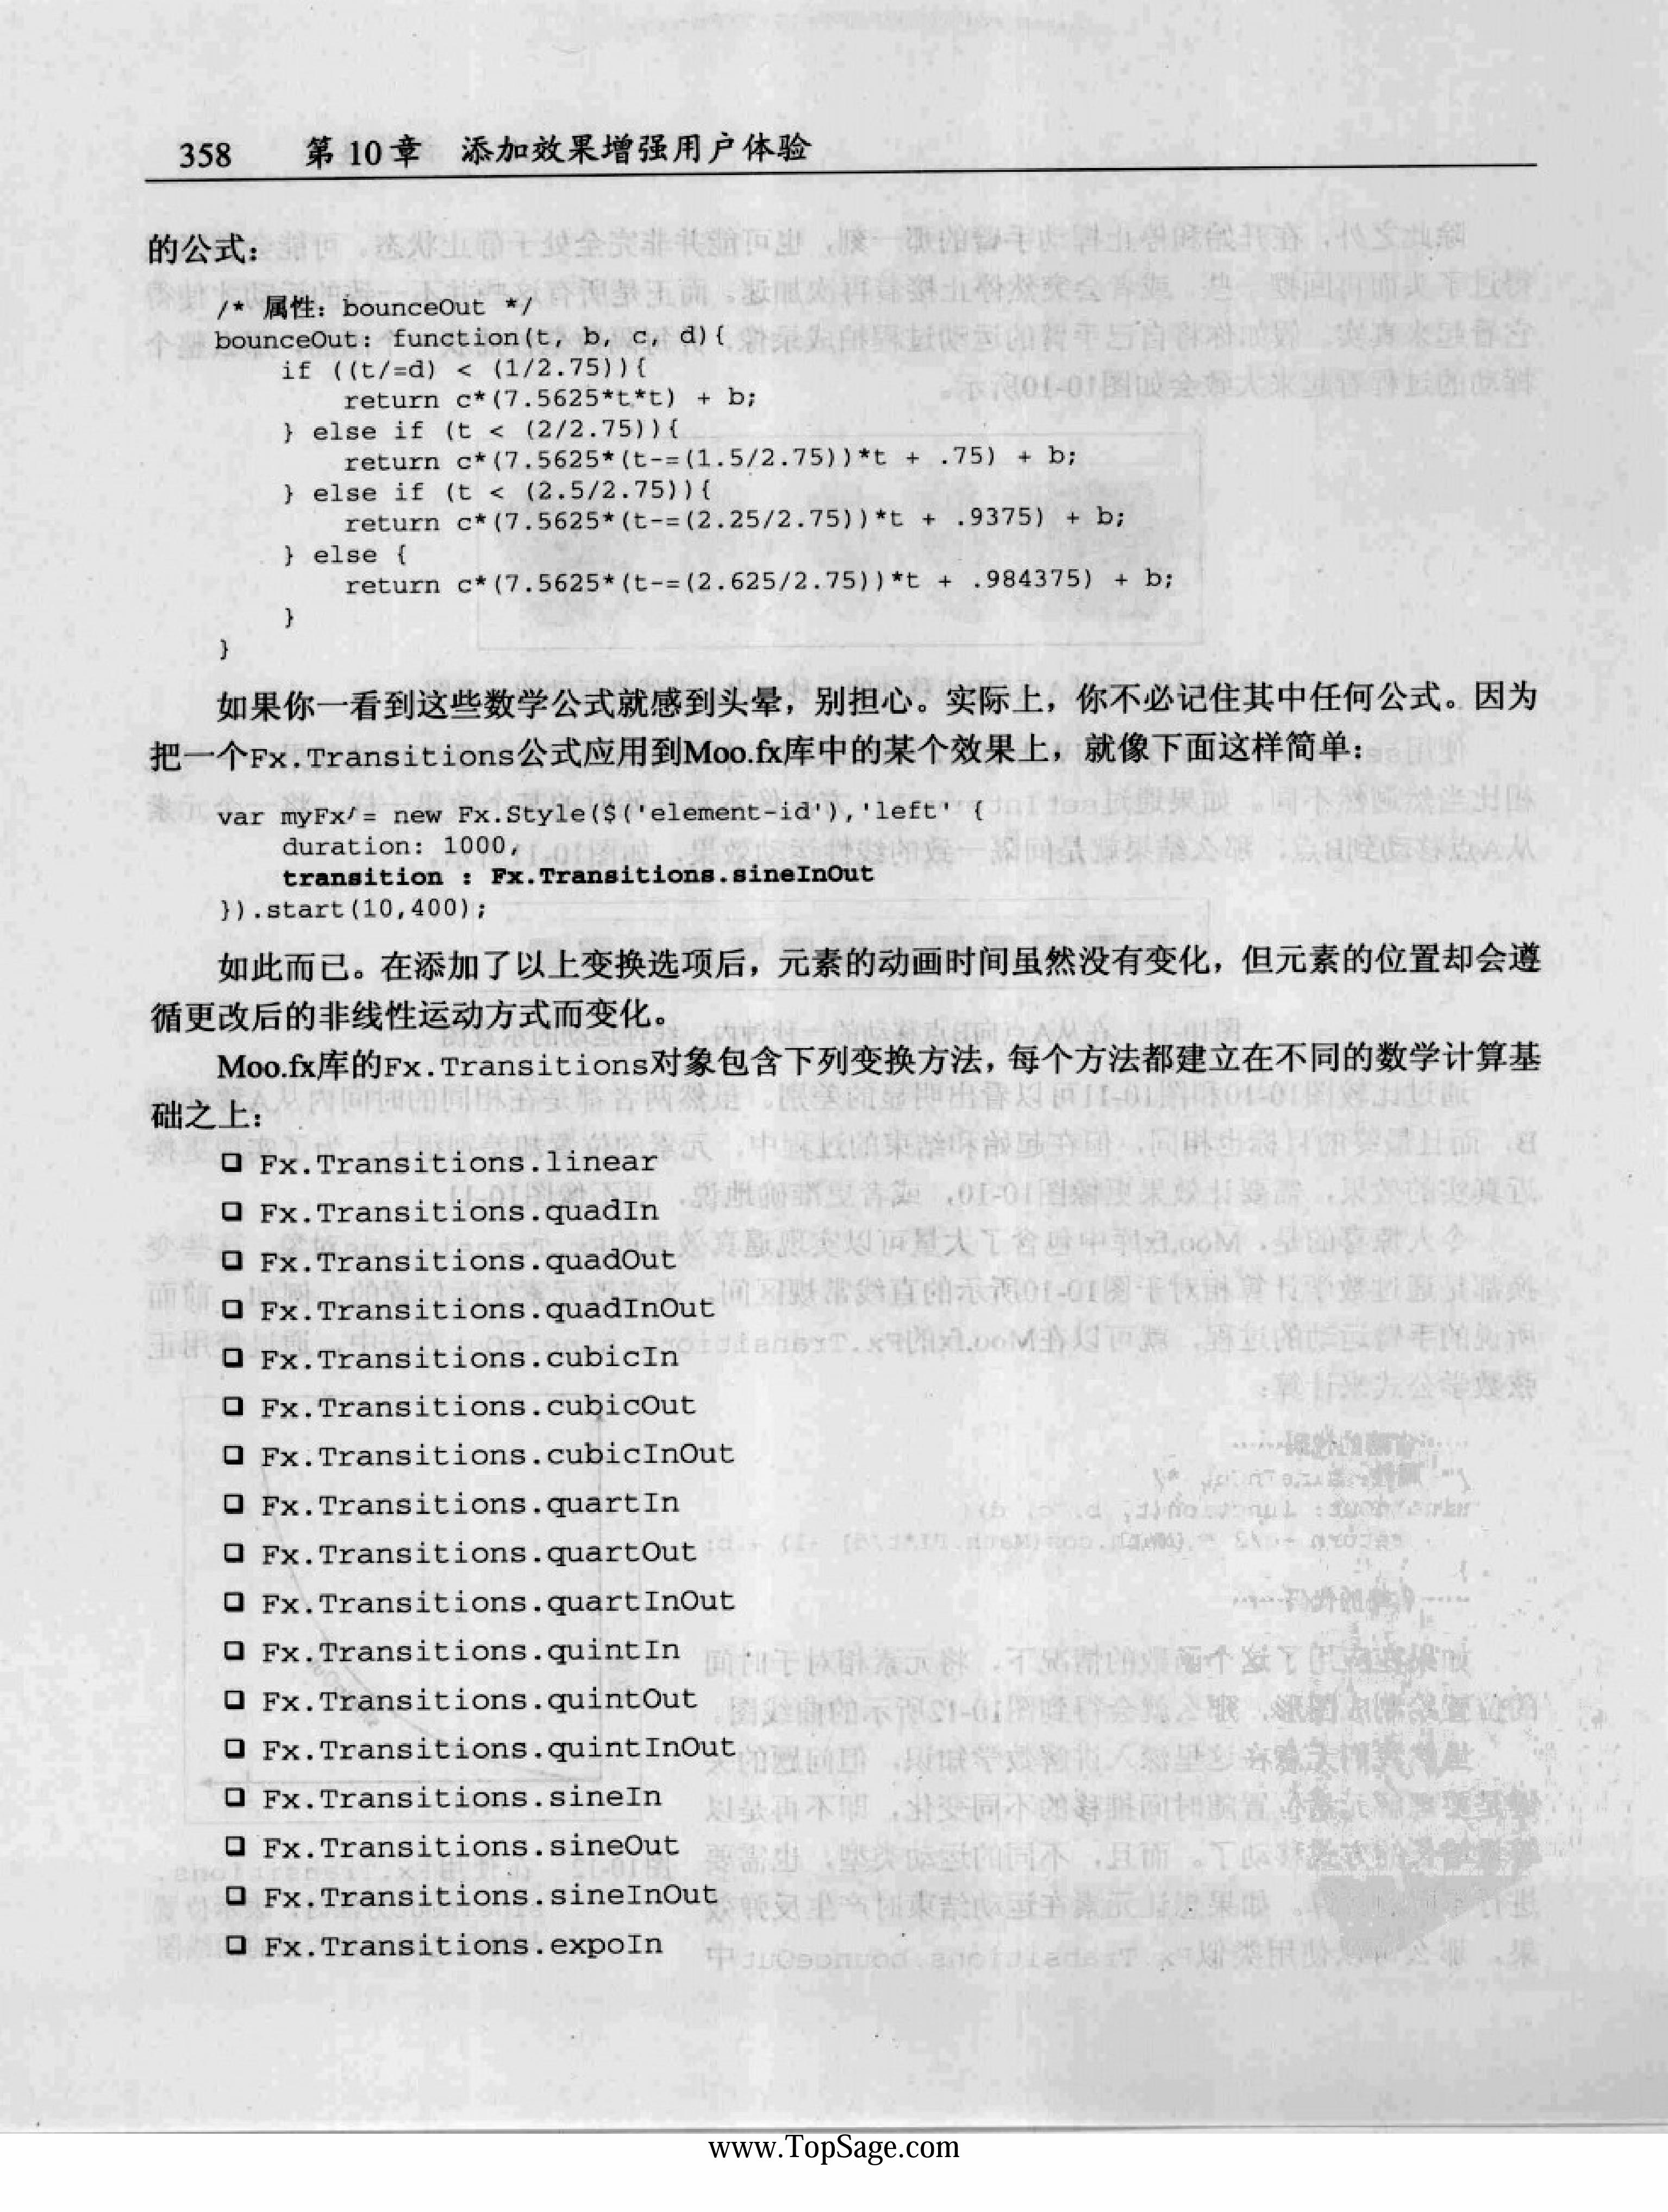 358 第 10 章 添加效果增强用户体验
的公式：
/* 属性：bounceOut */
bounceOut: function(t, b, c, d){
if ((t/=d) < (1/2.75)){
return c*(7.5625*t*t) + b;
} else if (t < (2/2.75)){
return c*(7.5625*(t-=(1.5/2.75))*t + .75) + b;
} else if (t < (2.5/2.75)){
return c*(7.5625*(t-=(2.25/2.75))*t + .9375) + b;
} else {
return c*(7.5625*(t-=(2.625/2.75))*t + .984375) + b;
}
}
如果你一看到这些数学公式就感到头晕，别担心。实际上，你不必记住其中任何公式。因为
把一个Fx.Transitions公式应用到Moo.fx库中的某个效果上，就像下面这样简单：
var myFx = new Fx.Style($('element-id'),'left' {
duration: 1000,
transition : Fx.Transitions.sineInOut
}).start(10,400);
如此而已。在添加了以上变换选项后，元素的动画时间虽然没有变化，但元素的位置却会遵
循更改后的非线性运动方式而变化。
Moo.fx库的Fx.Transitions对象包含下列变换方法，每个方法都建立在不同的数学计算基
础之上：
❑ Fx.Transitions.linear
❑ Fx.Transitions.quadIn
❑ Fx.Transitions.quadOut
❑ Fx.Transitions.quadInOut
❑ Fx.Transitions.cubicIn
❑ Fx.Transitions.cubicOut
❑ Fx.Transitions.cubicInOut
❑ Fx.Transitions.quartIn
❑ Fx.Transitions.quartOut
❑ Fx.Transitions.quartInOut
❑ Fx.Transitions.quintIn
❑ Fx.Transitions.quintOut
❑ Fx.Transitions.quintInOut
❑ Fx.Transitions.sineIn
❑ Fx.Transitions.sineOut
❑ Fx.Transitions.sineInOut
❑ Fx.Transitions.expoIn
www.TopSage.com